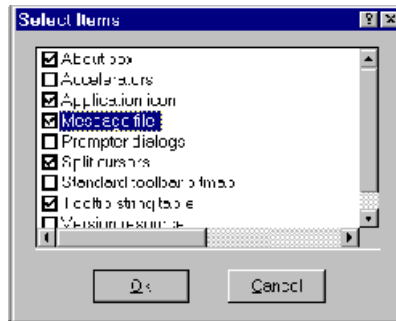 Select Items
About box
Accelerators
Application icon
Message file
Prompter dialogs
Split cursors
Standard toolbar bitmap
Tooltip string table
Version resource
Ok
Cancel